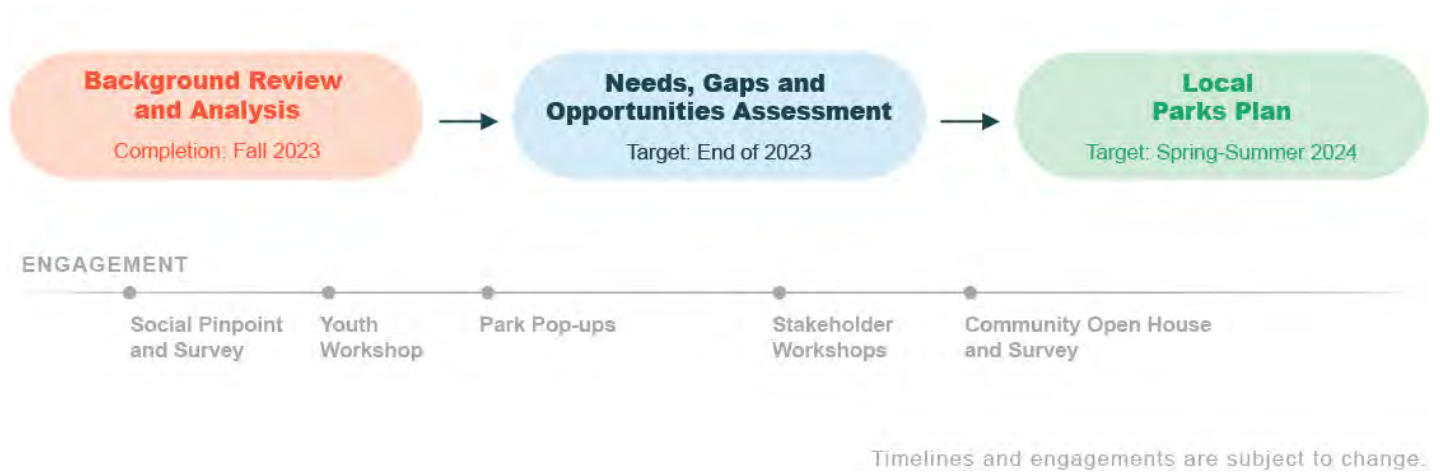 Background Review
and Analysis
Completion: Fall 2023
Needs, Gaps and
Opportunities Assessment
Target: End of 2023
Local
Parks Plan
Target: Spring-Summer 2024
ENGAGEMENT
Social Pinpoint
and Survey
Youth
Workshop
Park Pop-ups
Stakeholder
Workshops
Community Open House
and Survey
Timelines and engagements are subject to change.